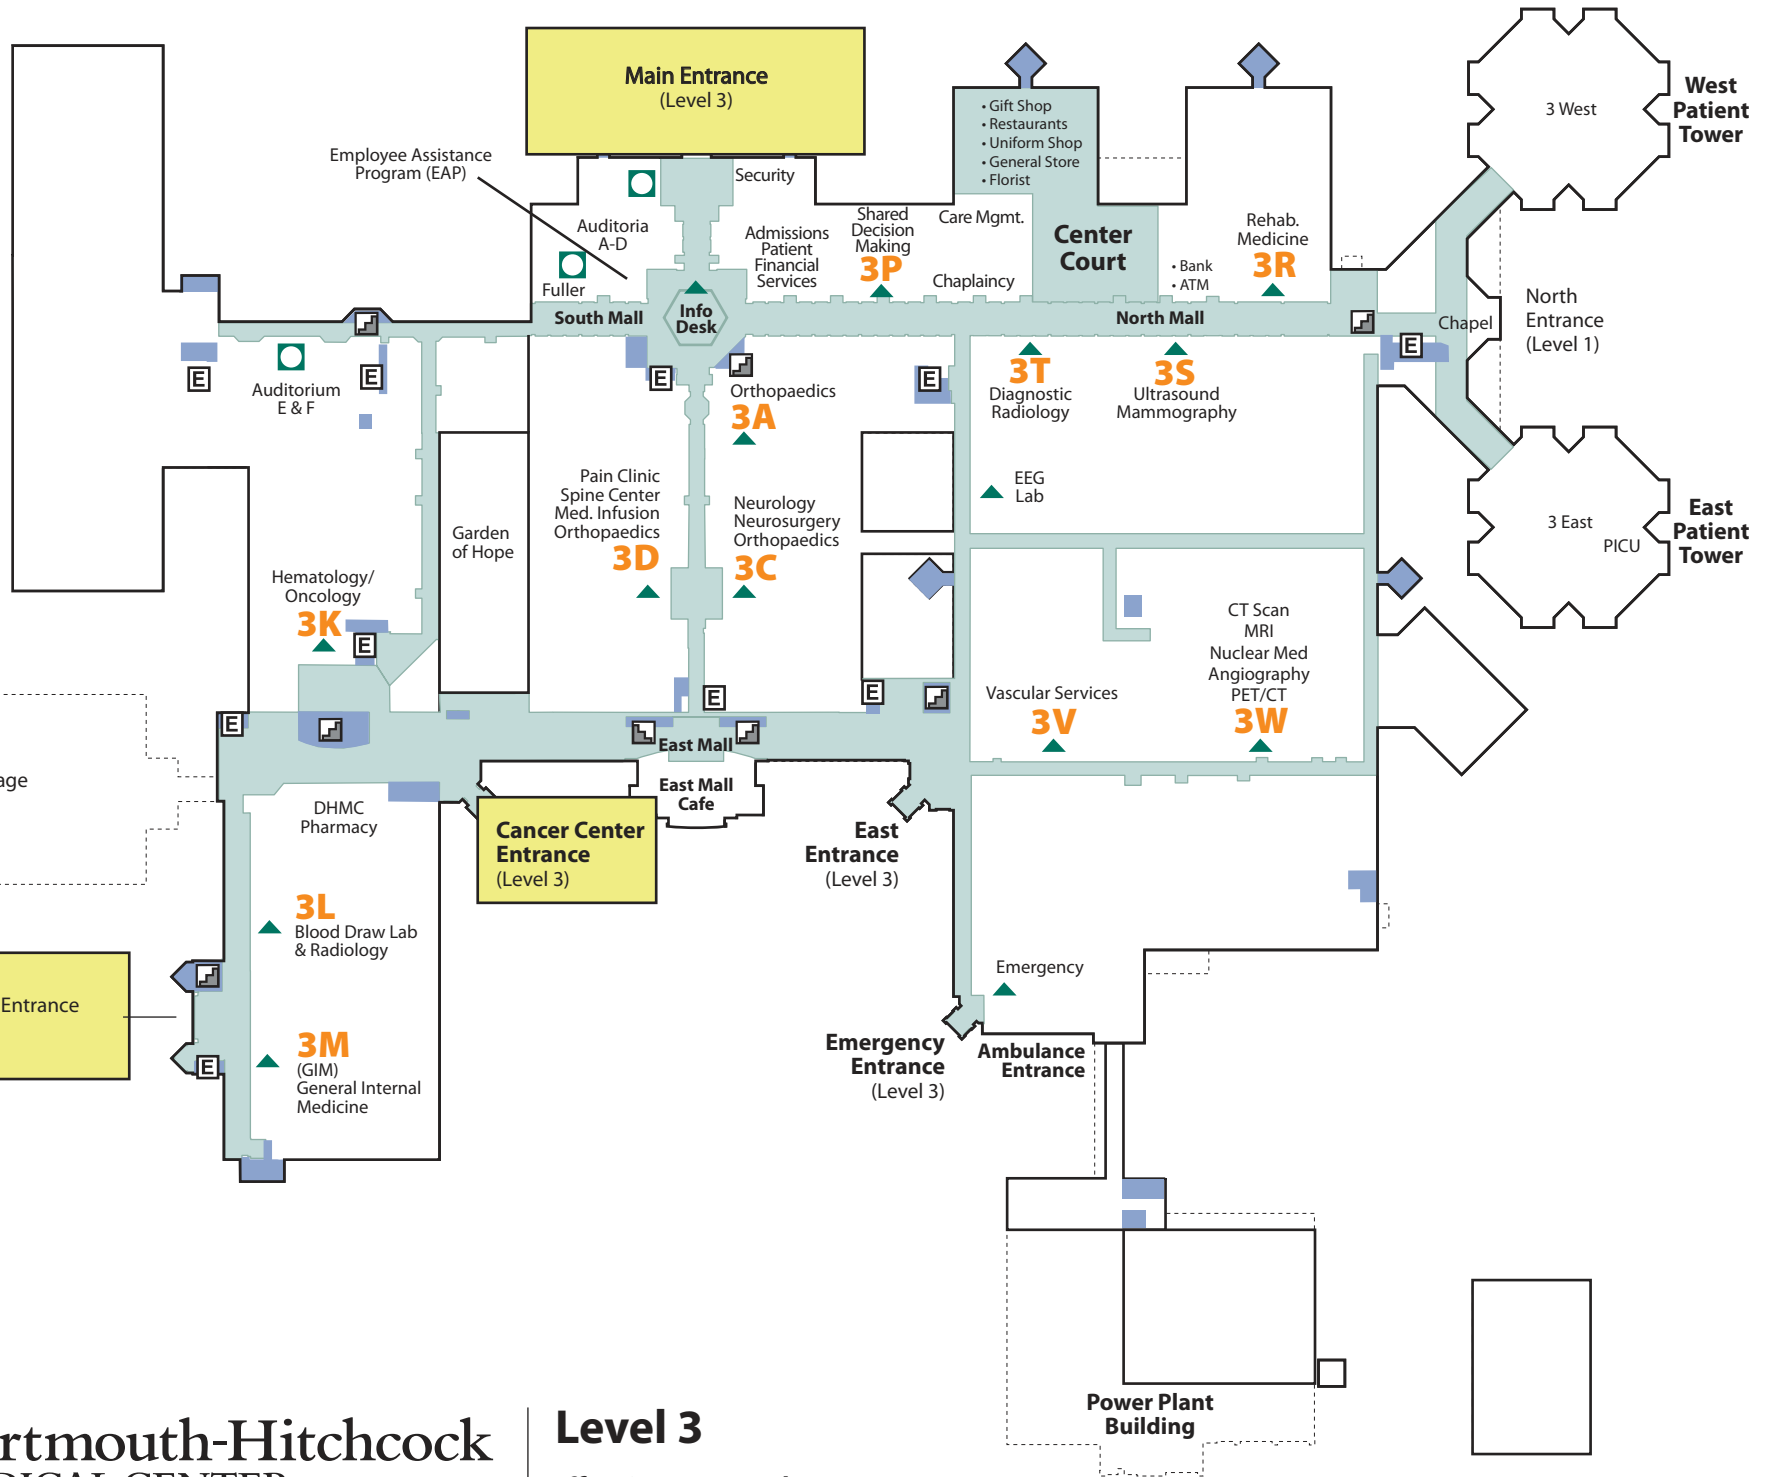 Main Entrance
(Level 3)
Employee Assistance
Program (EAP)
Security
• Gift Shop
• Restaurants
• Uniform Shop
• General Store
• Florist
3 West
West
Patient
Tower
Auditoria
A-D
Fuller
Admissions
Patient
Financial
Services
Shared
Decision
Making
3P
Care Mgmt.
Chaplaincy
Center
Court
• Bank
• ATM
Rehab.
Medicine
3R
South Mall
Info
Desk
North Mall
Chapel
North
Entrance
(Level 1)
E
Auditorium
E & F
E
E
Orthopaedics
3A
E
3T
Diagnostic
Radiology
3S
Ultrasound
Mammography
E
EEG
Lab
Garden
of Hope
Pain Clinic
Spine Center
Med. Infusion
Orthopaedics
3D
Neurology
Neurosurgery
Orthopaedics
3C
3 East
PICU
East
Patient
Tower
Hematology/
Oncology
3K
E
CT Scan
MRI
Nuclear Med
Angiography
PET/CT
3W
Vascular Services
3V
E
E
E
East Mall
East Mall
Cafe
age
DHMC
Pharmacy
Cancer Center
Entrance
(Level 3)
East
Entrance
(Level 3)
3L
Blood Draw Lab
& Radiology
Entrance
Emergency
3M
(GIM)
General Internal
Medicine
E
Emergency
Entrance
(Level 3)
Ambulance
Entrance
Power Plant
Building
rtmouth-Hitchcock
DICAL CENTER
Level 3